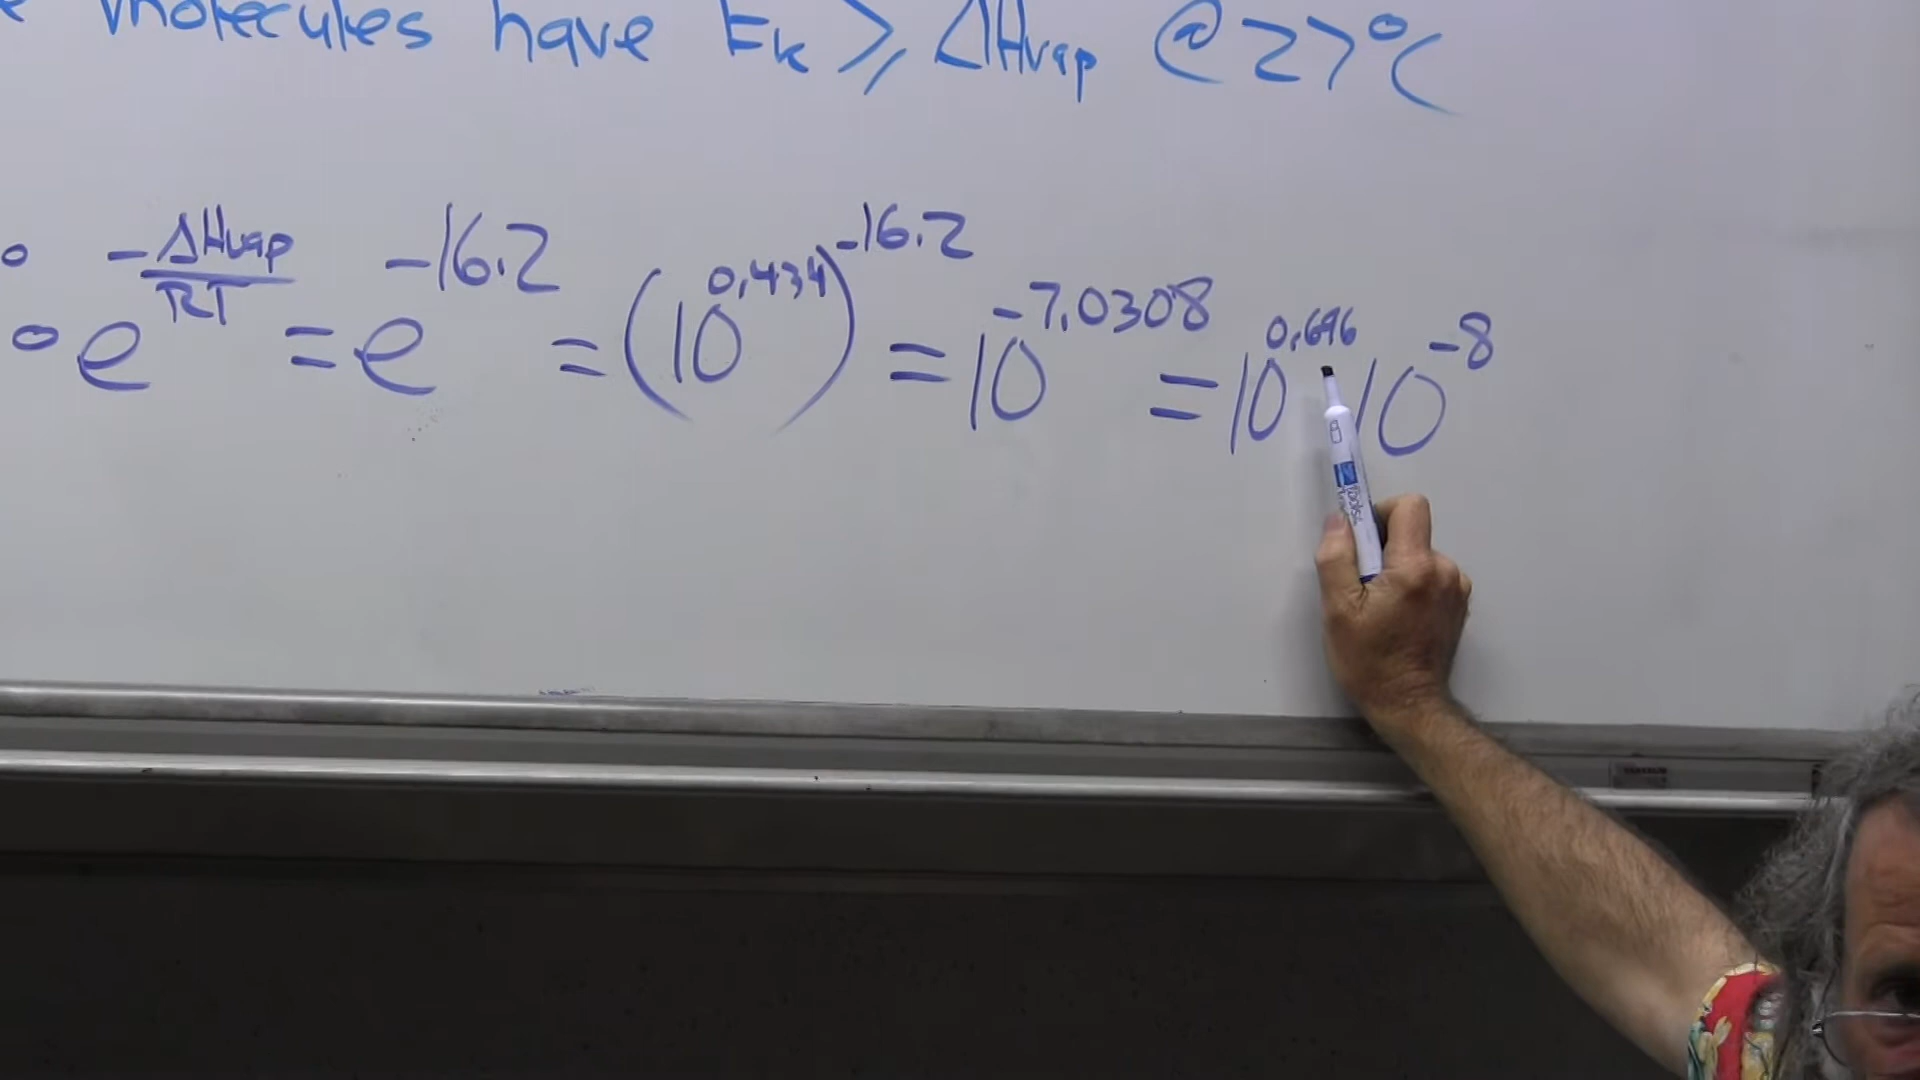 molecules have Ek ≥ ΔHvap @ 27°C
∴ e^(-ΔHvap/RT) = e^(-16.2) = (10^(0.434))^(-16.2) = 10^(-7.0308) = 10^(0.696) 10^(-8)